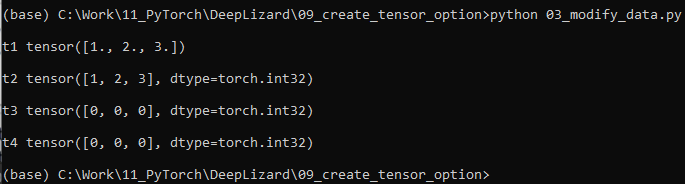 (base) C:\Work\11_PyTorch\DeepLizard\09_create_tensor_option>python 03_modify_data.py
t1 tensor([1., 2., 3.])
t2 tensor([1, 2, 3], dtype=torch.int32)
t3 tensor([0, 0, 0], dtype=torch.int32)
t4 tensor([0, 0, 0], dtype=torch.int32)
(base) C:\Work\11_PyTorch\DeepLizard\09_create_tensor_option>